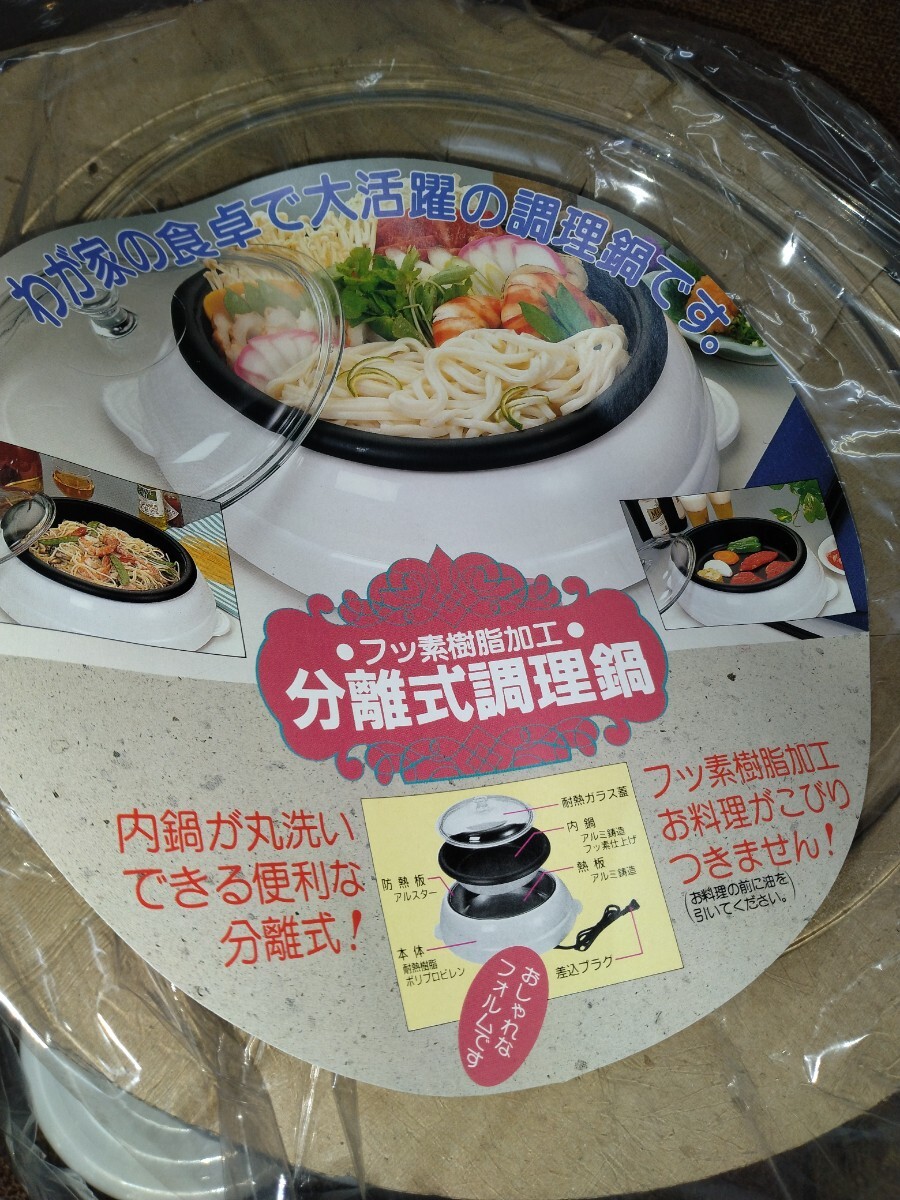 わが家の食卓で大活躍の調理鍋です。
•フッ素樹脂加工•
分離式調理鍋
内鍋が丸洗い
できる便利な
分離式！
耐熱ガラス蓋
内鍋
アルミ鋳造
フッ素仕上げ
熱板
アルミ鋳造
防熱板
アルスター
本体
耐熱樹脂
ポリプロピレン
差込プラグ
おしゃれな
フォルムです
フッ素樹脂加工
お料理がこびり
つきません！
(お料理の前に油を
引いてください。)